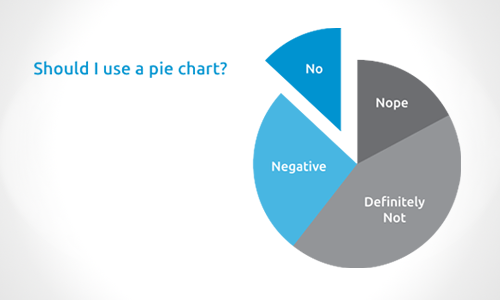 Should I use a pie chart?
No
Nope
Negative
Definitely
Not